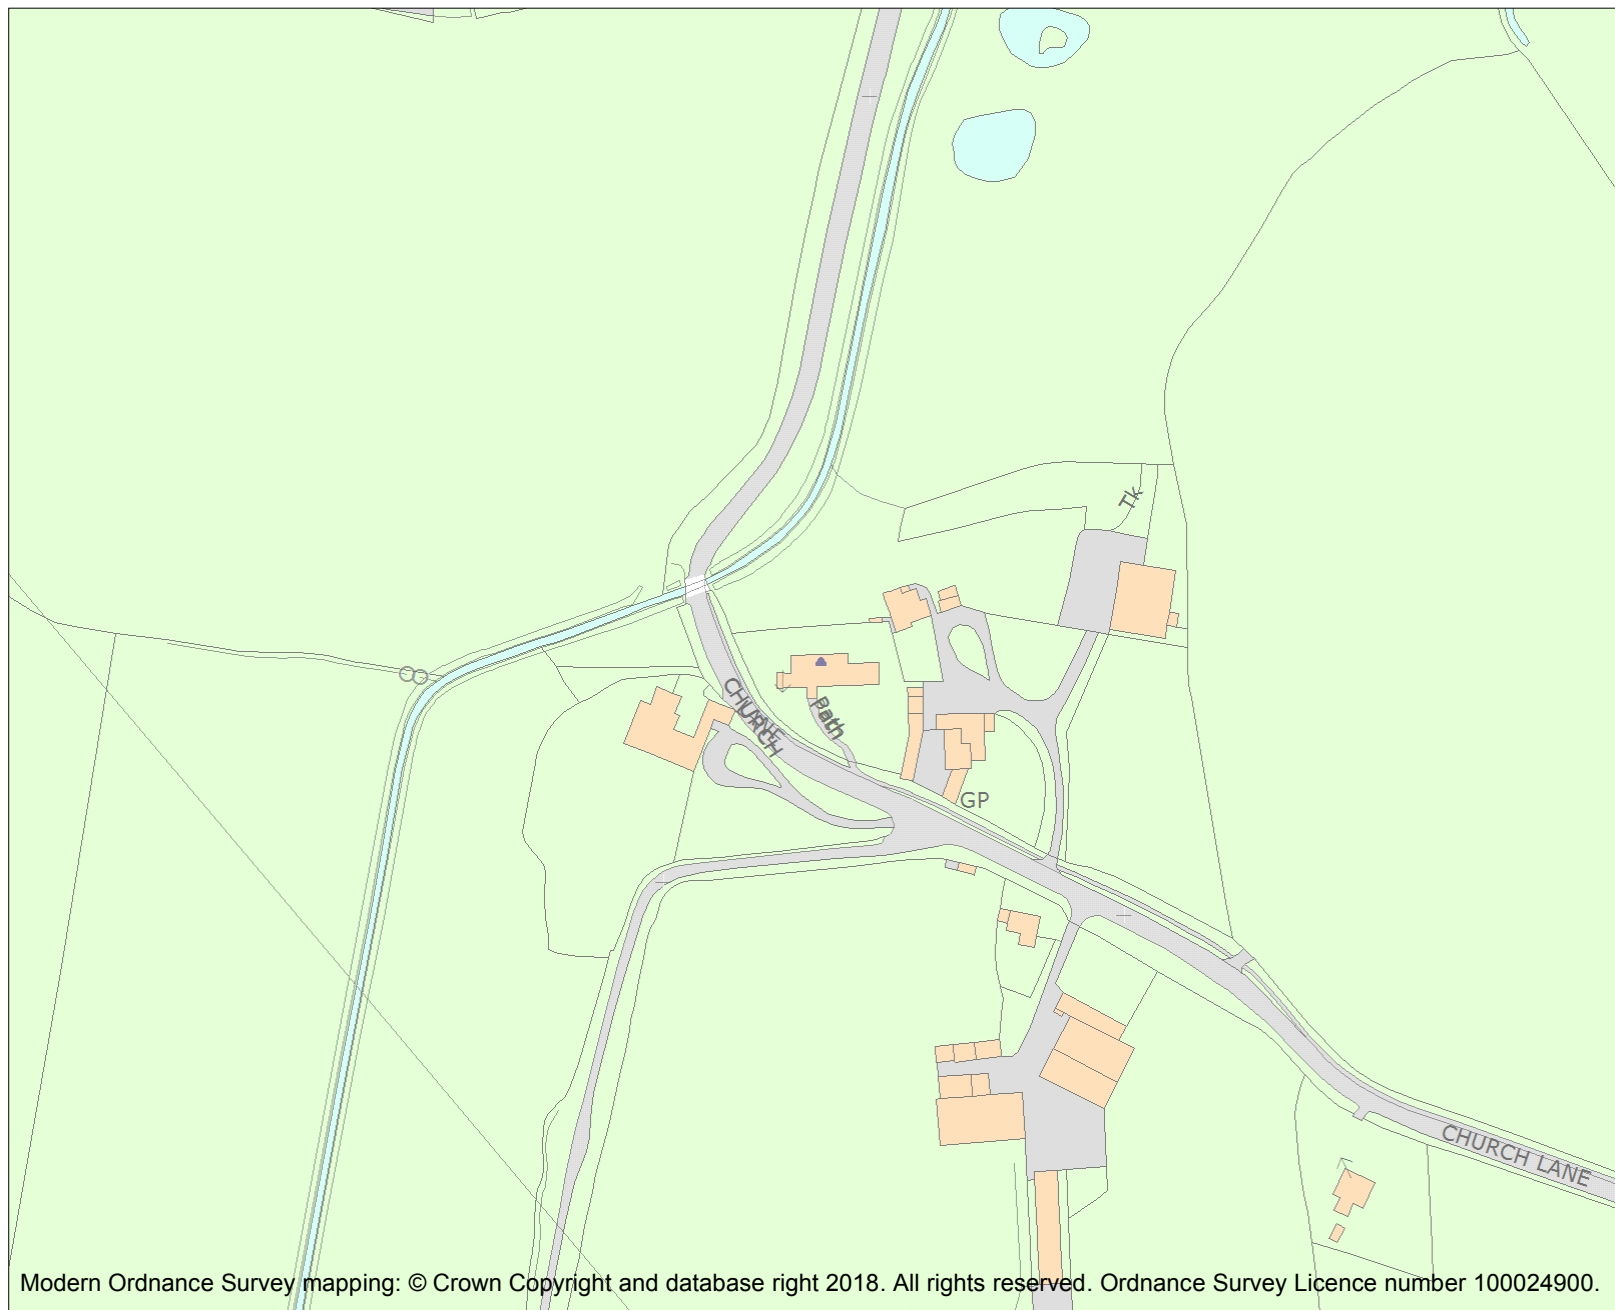 Tk
CHURCH
LANE
Path
GP
CHURCH LANE
Modern Ordnance Survey mapping: © Crown Copyright and database right 2018. All rights reserved. Ordnance Survey Licence number 100024900.